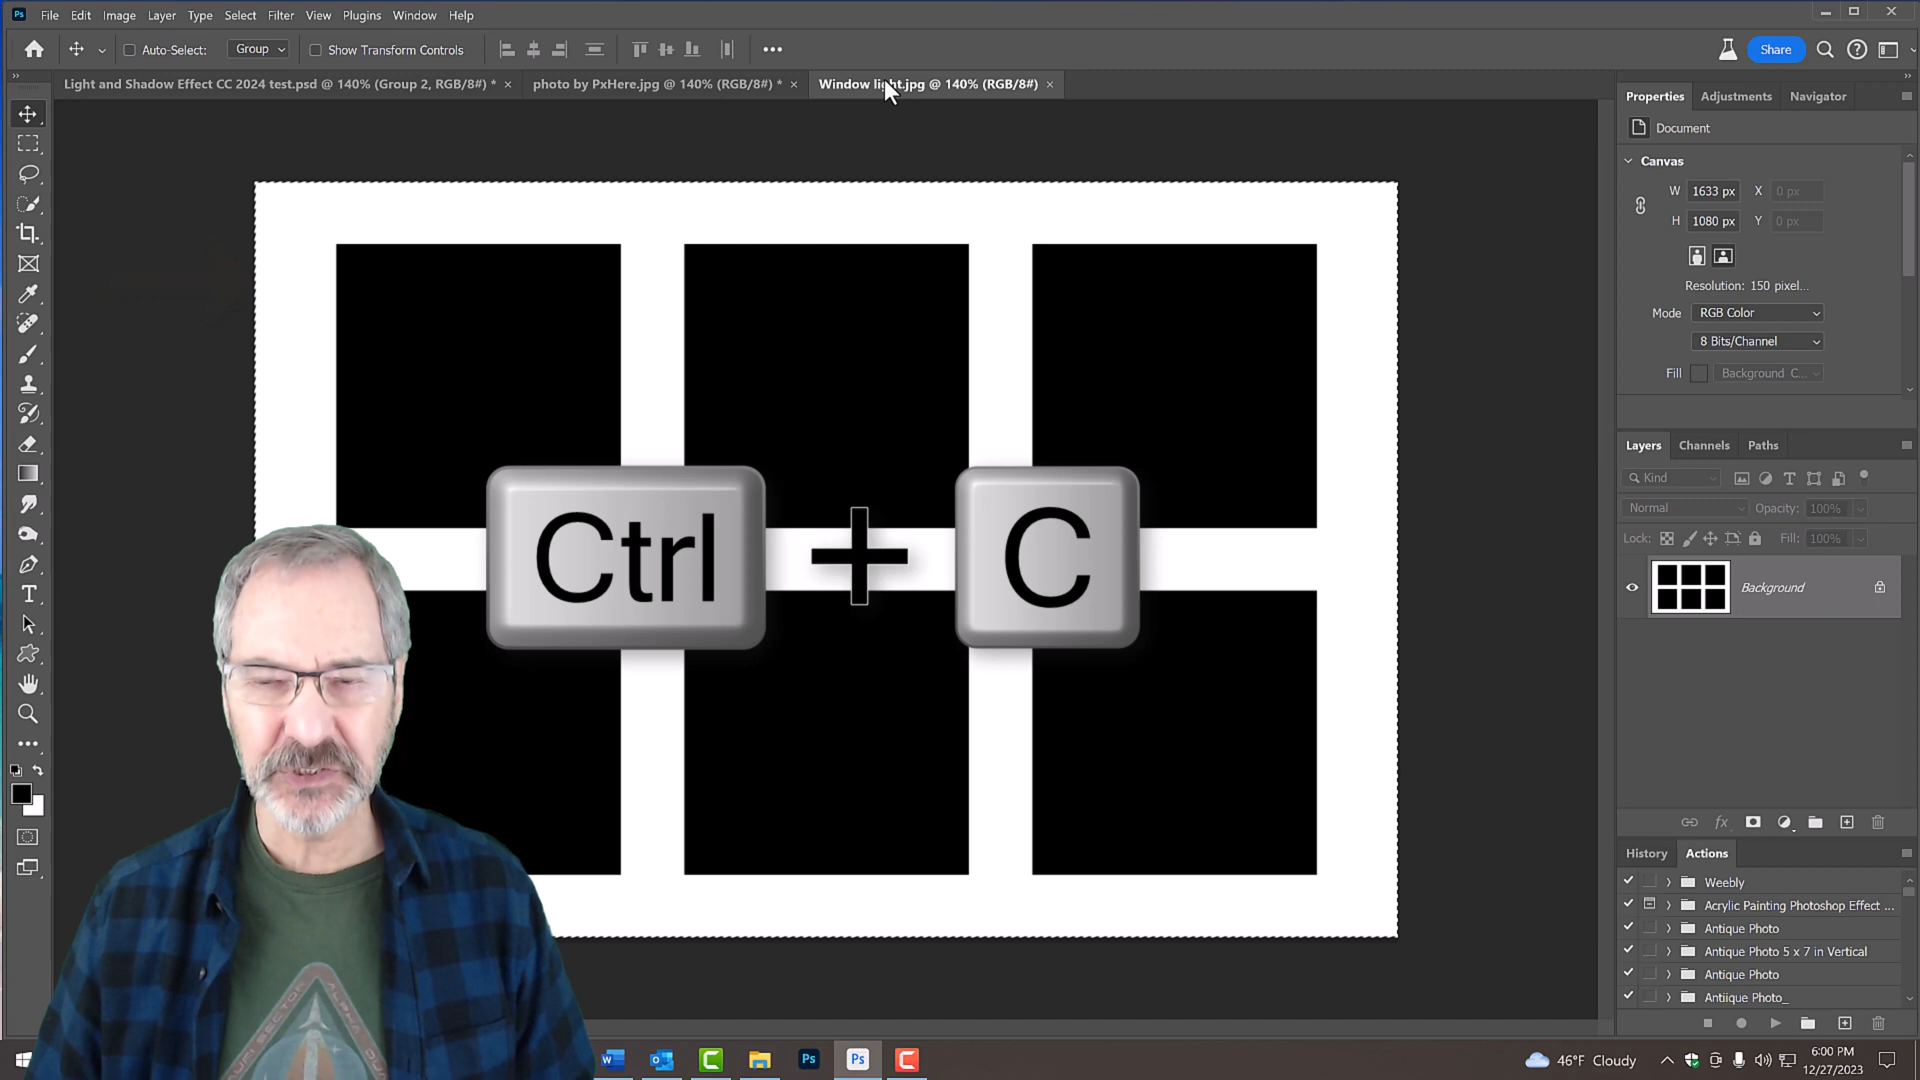 Ps File Edit Image Layer Type Select Filter View Plugins Window Help
Auto-Select: Group Show Transform Controls Share
Light and Shadow Effect CC 2024 test.psd @ 140% (Group 2, RGB/8#) * photo by PxHere.jpg @ 140% (RGB/8#) * Window light.jpg @ 140% (RGB/8#)
Properties Adjustments Navigator
Document
Canvas
W 1633 px X 0 px
H 1080 px Y 0 px
Resolution: 150 pixel...
Mode RGB Color
8 Bits/Channel
Fill Background C...
Ctrl + C
Layers Channels Paths
Kind
Normal Opacity: 100%
Lock: Fill: 100%
Background
History Actions
Weebly
Acrylic Painting Photoshop Effect ...
Antique Photo
Antique Photo 5 x 7 in Vertical
Antique Photo
Antiique Photo_
SECTOR ALPHA
46°F Cloudy
6:00 PM
12/27/2023